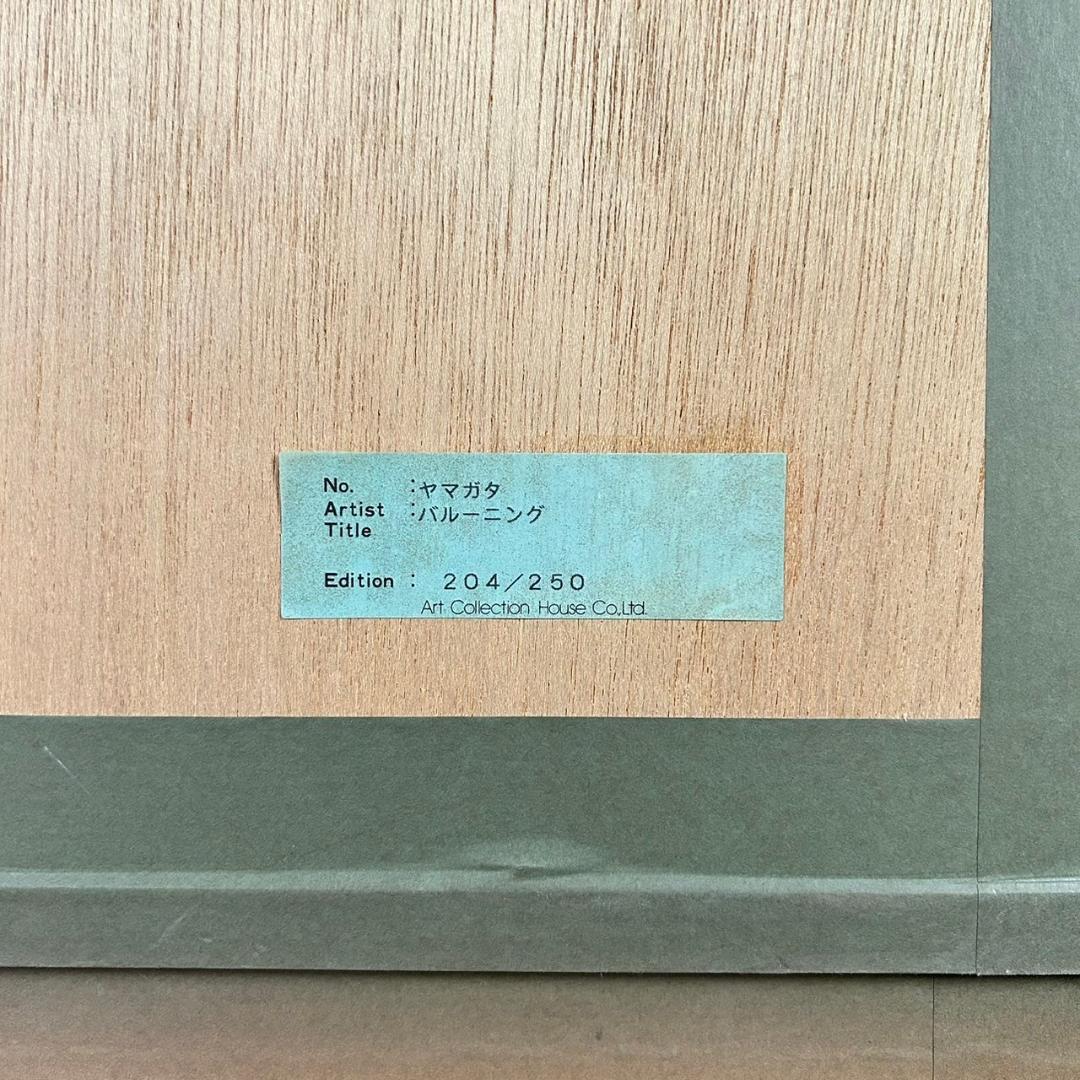 No. :ヤマガタ
Artist :バルーニング
Title
Edition : 204/250
Art Collection House Co.,Ltd.